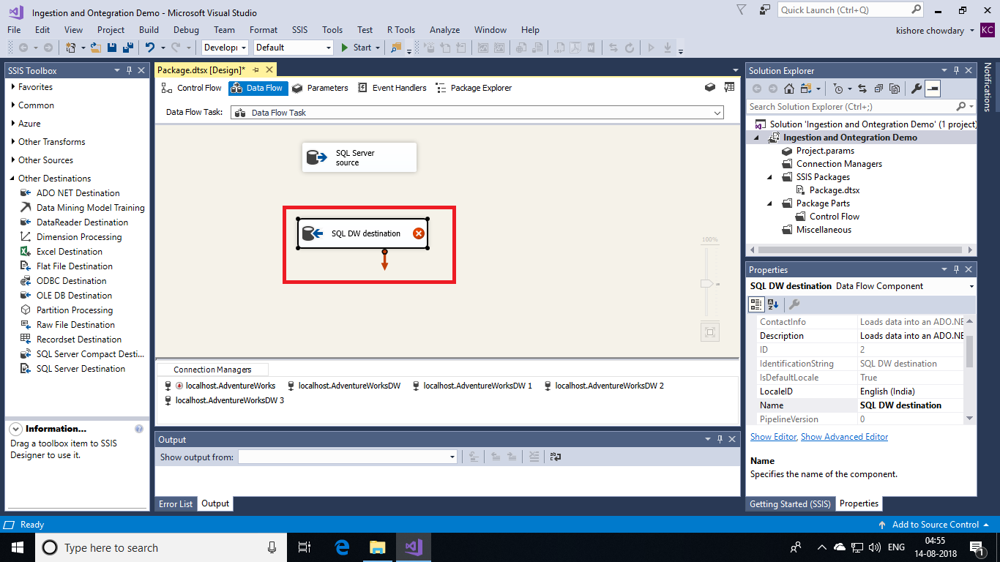 Ingestion and Ontegration Demo - Microsoft Visual Studio
Quick Launch (Ctrl+Q)
File Edit View Project Build Debug Team Format SSIS Tools Test R Tools Analyze Window Help
kishore chowdary KC
Develop Default Start
SSIS Toolbox
Favorites
Common
Azure
Other Transforms
Other Sources
Other Destinations
ADO NET Destination
Data Mining Model Training
DataReader Destination
Dimension Processing
Excel Destination
Flat File Destination
ODBC Destination
OLE DB Destination
Partition Processing
Raw File Destination
Recordset Destination
SQL Server Compact Desti...
SQL Server Destination
Information...
Drag a toolbox item to SSIS
Designer to use it.
Package.dtsx [Design]*
Control Flow Data Flow Parameters Event Handlers Package Explorer
Data Flow Task: Data Flow Task
SQL Server
source
SQL DW destination
100%
Connection Managers
localhost.AdventureWorks localhost.AdventureWorksDW localhost.AdventureWorksDW 1 localhost.AdventureWorksDW 2
localhost.AdventureWorksDW 3
Output
Show output from:
Error List Output
Solution Explorer
Search Solution Explorer (Ctrl+;)
Solution 'Ingestion and Ontegration Demo' (1 project)
Ingestion and Ontegration Demo
Project.params
Connection Managers
SSIS Packages
Package.dtsx
Package Parts
Control Flow
Miscellaneous
Notifications
Properties
SQL DW destination Data Flow Component
ContactInfo Loads data into an ADO.NE
Description Loads data into an ADO.NE
ID 2
IdentificationString SQL DW destination
IsDefaultLocale True
LocaleID English (India)
Name SQL DW destination
PipelineVersion 0
Show Editor, Show Advanced Editor
Name
Specifies the name of the component.
Getting Started (SSIS) Properties
Ready
Add to Source Control
Type here to search
ENG
04:55
14-08-2018
1